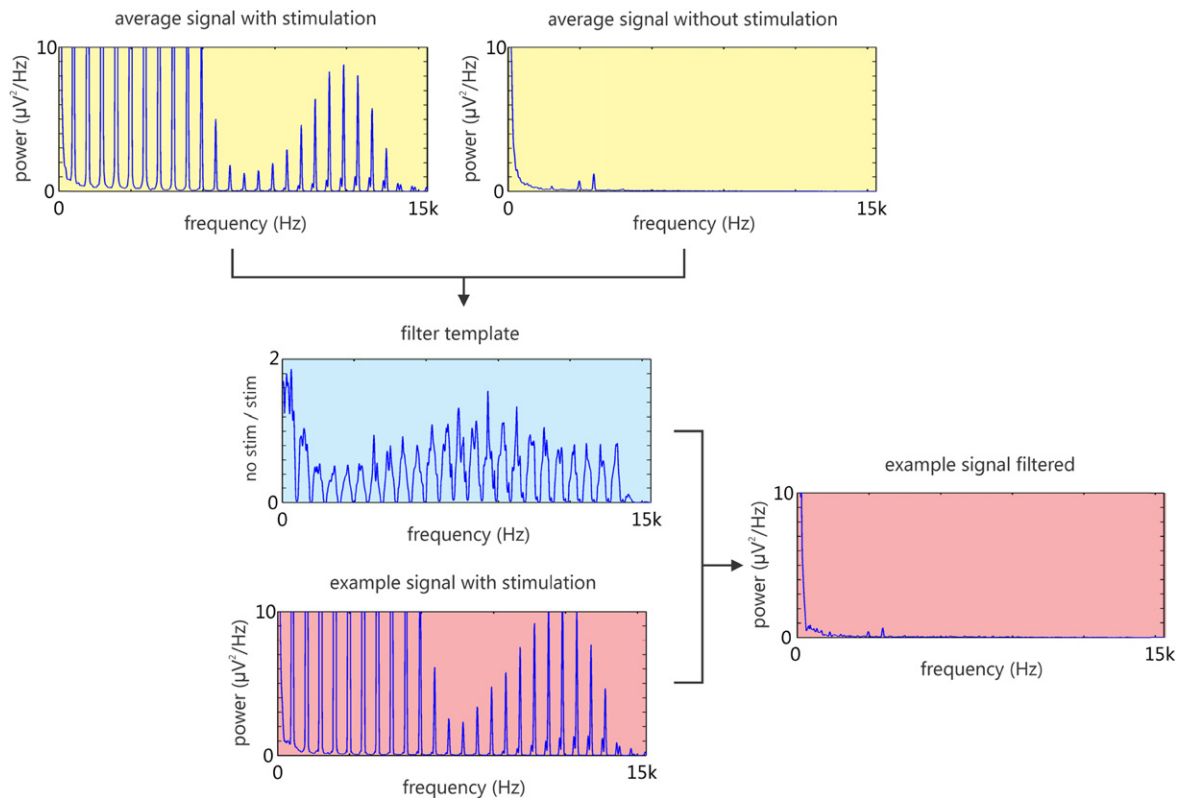 average signal with stimulation
average signal without stimulation
10
power (µV²/Hz)
0
0
15k
frequency (Hz)
10
power (µV²/Hz)
0
0
15k
frequency (Hz)
filter template
2
no stim / stim
0
0
15k
frequency (Hz)
example signal with stimulation
10
power (µV²/Hz)
0
0
15k
frequency (Hz)
example signal filtered
10
power (µV²/Hz)
0
0
15k
frequency (Hz)